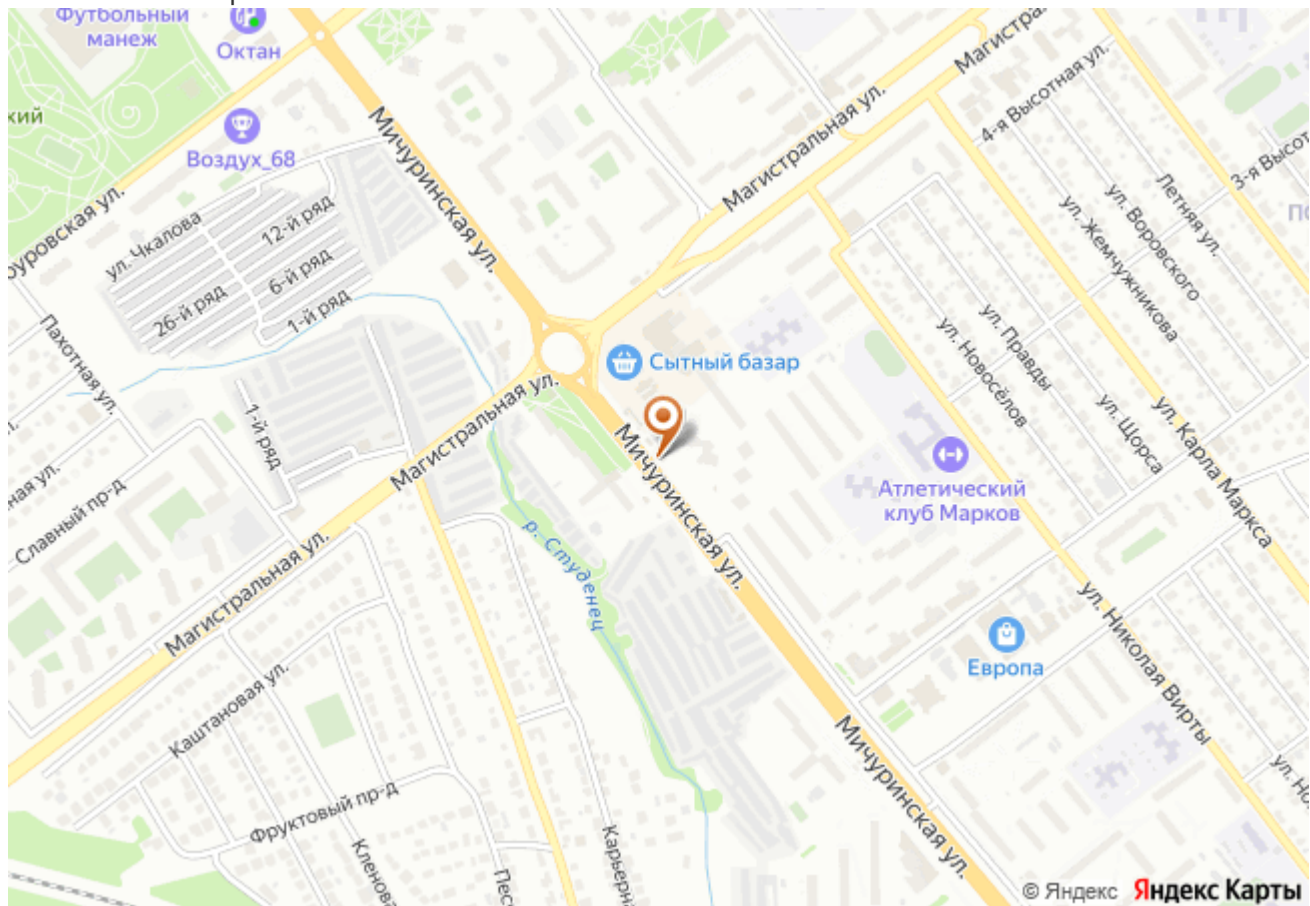 Футбольный
манеж
Октан
кий
Воздух_68
Мичуринская ул.
Магистральная ул.
4-я Высотная ул.
Летняя ул.
ул. Воровского
ул. Жемчужникова
ул. Чкалова
12-й ряд
6-й ряд
26-й ряд
1-й ряд
Пахотная ул.
ул. Правды
ул. Новосёлов
ул. Щорса
ул. Карла Маркса
Сытный базар
1-й ряд
Магистральная ул.
Мичуринская ул.
Атлетический
клуб Марков
Славный пр-д
р. Студенец
Магистральная ул.
ул. Николая Вирты
Европа
Каштановая ул.
Мичуринская ул.
Фруктовый пр-д
© Яндекс Яндекс Карты